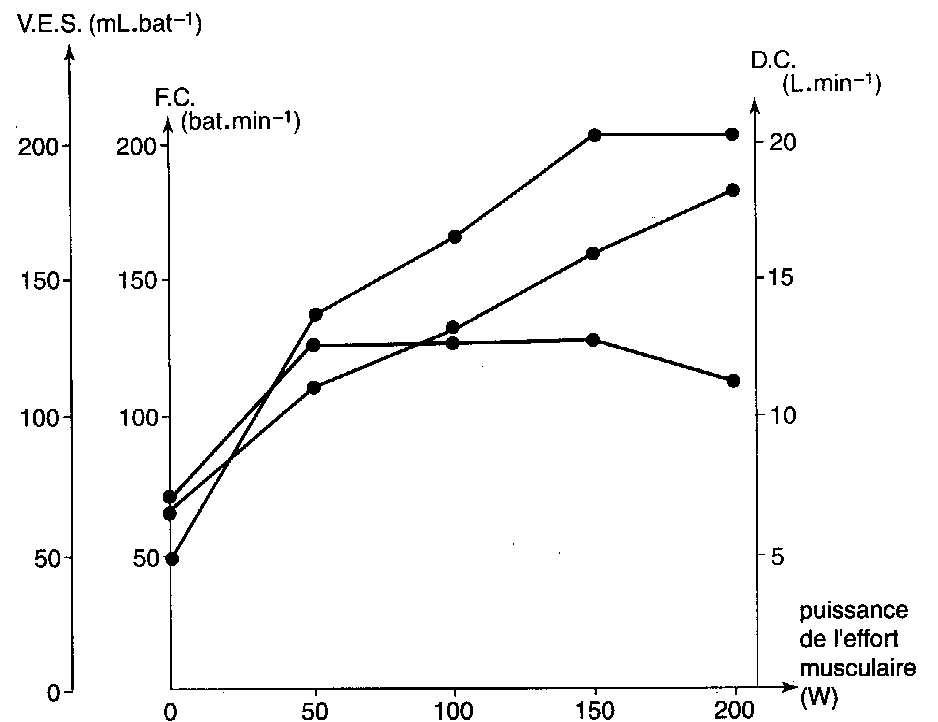 V.E.S. (mL.bat⁻¹)
F.C.
(bat.min⁻¹)
D.C.
(L.min⁻¹)
200
200
20
150
150
15
100
100
10
50
50
5
puissance
de l'effort
musculaire
(W)
0
0
50
100
150
200